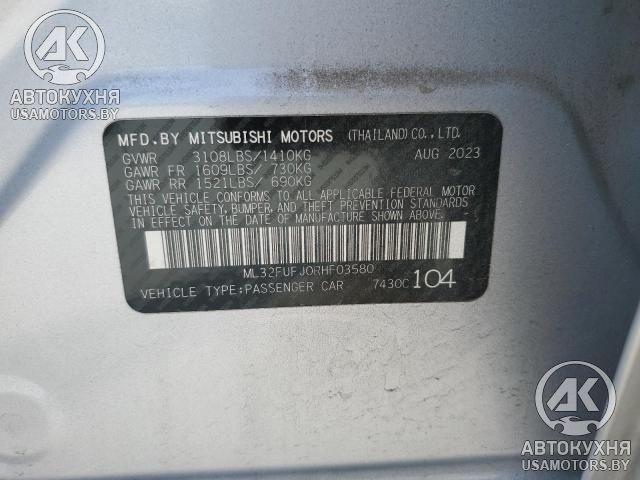 АК
АВТОКУХНЯ
USAMOTORS.BY
MFD.BY MITSUBISHI MOTORS (THAILAND) CO.,LTD.
GVWR 3108LBS/1410KG AUG 2023
GAWR FR 1609LBS/ 730KG
GAWR RR 1521LBS/ 690KG
THIS VEHICLE CONFORMS TO ALL APPLICABLE FEDERAL MOTOR
VEHICLE SAFETY, BUMPER, AND THEFT PREVENTION STANDARDS
IN EFFECT ON THE DATE OF MANUFACTURE SHOWN ABOVE.
ML32FUFJ0RHF03580
VEHICLE TYPE:PASSENGER CAR 7430C 104
АК
АВТОКУХНЯ
USAMOTORS.BY